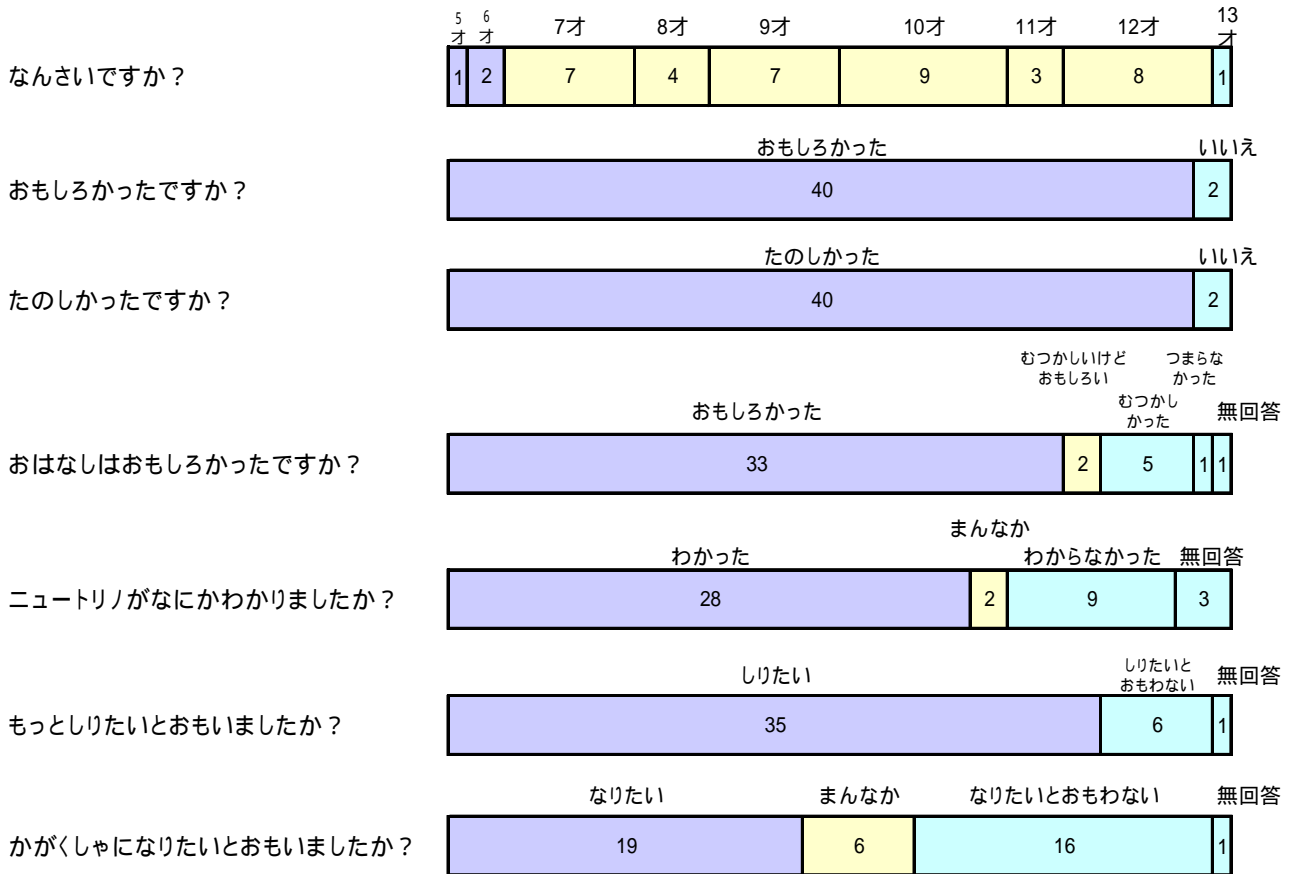 5才 6才 7才 8才 9才 10才 11才 12才 13才
なんさいですか？ 1 2 7 4 7 9 3 8 1
おもしろかった いいえ
おもしろかったですか？ 40 2
たのしかった いいえ
たのしかったですか？ 40 2
むつかしいけど つまらな
おもしろい かった
むつかし
おもしろかった かった 無回答
おはなしはおもしろかったですか？ 33 2 5 1 1
まんなか
わかった わからなかった 無回答
ニュートリノがなにかわかりましたか？ 28 2 9 3
しりたいと
しりたい おもわない 無回答
もっとしりたいとおもいましたか？ 35 6 1
なりたい まんなか なりたいとおもわない 無回答
かがくしゃになりたいとおもいましたか？ 19 6 16 1